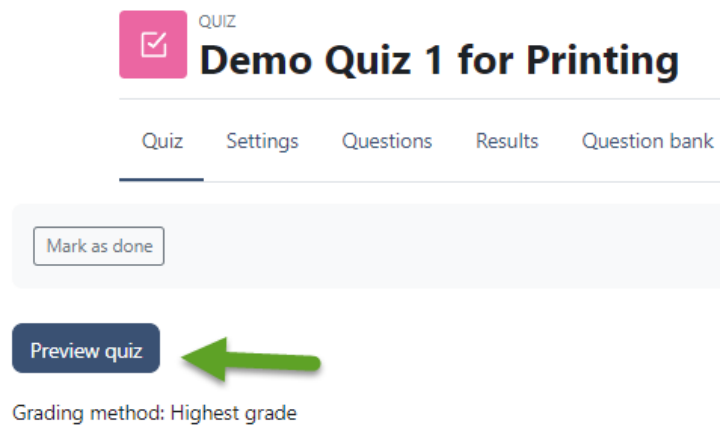 QUIZ
Demo Quiz 1 for Printing
Quiz Settings Questions Results Question bank
Mark as done
Preview quiz
Grading method: Highest grade